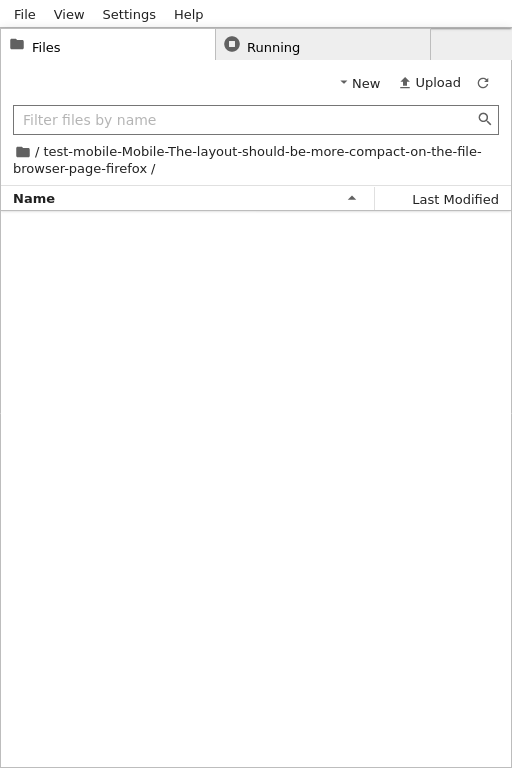 File View Settings Help
Files Running
New Upload
Filter files by name
/ test-mobile-Mobile-The-layout-should-be-more-compact-on-the-file-
browser-page-firefox /
Name Last Modified